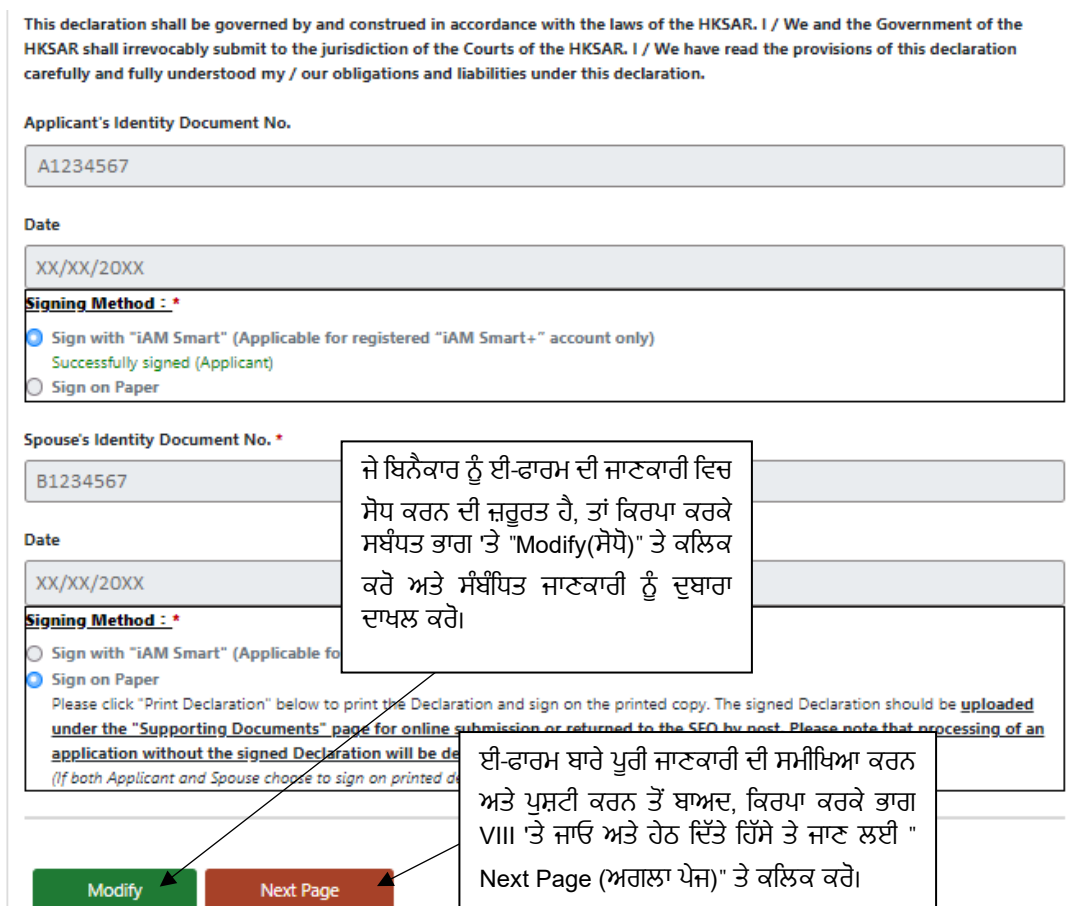 This declaration shall be governed by and construed in accordance with the laws of the HKSAR. I / We and the Government of the
HKSAR shall irrevocably submit to the jurisdiction of the Courts of the HKSAR. I / We have read the provisions of this declaration
carefully and fully understood my / our obligations and liabilities under this declaration.
Applicant's Identity Document No.
A1234567
Date
XX/XX/20XX
Signing Method : *
Sign with "iAM Smart" (Applicable for registered “iAM Smart+” account only)
Successfully signed (Applicant)
Sign on Paper
Spouse's Identity Document No. *
B1234567
Date
XX/XX/20XX
Signing Method : *
Sign with "iAM Smart" (Applicable fo
Sign on Paper
Please click "Print Declaration" below to print the Declaration and sign on the printed copy. The signed Declaration should be uploaded
under the "Supporting Documents" page for online submission or returned to the SFO by post. Please note that processing of an
application without the signed Declaration will be de
(If both Applicant and Spouse choose to sign on printed de
ਜੇ ਬਿਨੈਕਾਰ ਨੂੰ ਈ-ਫਾਰਮ ਦੀ ਜਾਣਕਾਰੀ ਵਿਚ
ਸੋਧ ਕਰਨ ਦੀ ਜ਼ਰੂਰਤ ਹੈ, ਤਾਂ ਕਿਰਪਾ ਕਰਕੇ
ਸਬੰਧਤ ਭਾਗ 'ਤੇ "Modify(ਸੋਧੋ)" ਤੇ ਕਲਿਕ
ਕਰੋ ਅਤੇ ਸੰਬੰਧਿਤ ਜਾਣਕਾਰੀ ਨੂੰ ਦੁਬਾਰਾ
ਦਾਖਲ ਕਰੋ।
ਈ-ਫਾਰਮ ਬਾਰੇ ਪੂਰੀ ਜਾਣਕਾਰੀ ਦੀ ਸਮੀਖਿਆ ਕਰਨ
ਅਤੇ ਪੁਸ਼ਟੀ ਕਰਨ ਤੋਂ ਬਾਅਦ, ਕਿਰਪਾ ਕਰਕੇ ਭਾਗ
VIII 'ਤੇ ਜਾਓ ਅਤੇ ਹੇਠ ਦਿੱਤੇ ਹਿੱਸੇ ਤੇ ਜਾਣ ਲਈ "
Next Page (ਅਗਲਾ ਪੇਜ)" ਤੇ ਕਲਿਕ ਕਰੋ।
Modify
Next Page